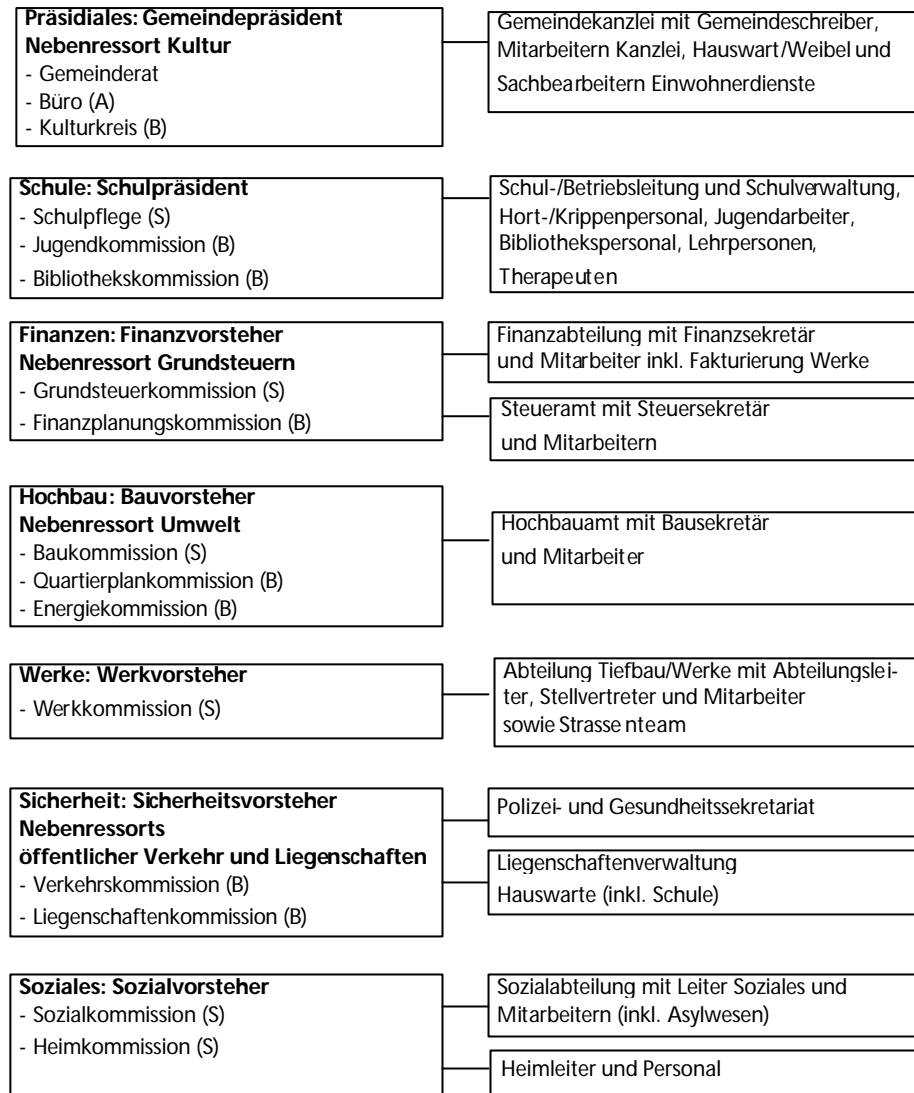 Präsidiales: Gemeindepräsident
Nebenressort Kultur
- Gemeinderat
- Büro (A)
- Kulturkreis (B)
Gemeindekanzlei mit Gemeindeschreiber,
Mitarbeitern Kanzlei, Hauswart/Weibel und
Sachbearbeitern Einwohnerdienste
Schule: Schulpräsident
- Schulpflege (S)
- Jugendkommission (B)
- Bibliothekskommission (B)
Schul-/Betriebsleitung und Schulverwaltung,
Hort-/Krippenpersonal, Jugendarbeiter,
Bibliothekspersonal, Lehrpersonen,
Therapeuten
Finanzen: Finanzvorsteher
Nebenressort Grundsteuern
- Grundsteuerkommission (S)
- Finanzplanungskommission (B)
Finanzabteilung mit Finanzsekretär
und Mitarbeiter inkl. Fakturierung Werke
Steueramt mit Steuersekretär
und Mitarbeitern
Hochbau: Bauvorsteher
Nebenressort Umwelt
- Baukommission (S)
- Quartierplankommission (B)
- Energiekommission (B)
Hochbauamt mit Bausekretär
und Mitarbeiter
Werke: Werkvorsteher
- Werkkommission (S)
Abteilung Tiefbau/Werke mit Abteilungslei-
ter, Stellvertreter und Mitarbeiter
sowie Strassenteam
Sicherheit: Sicherheitsvorsteher
Nebenressorts
öffentlicher Verkehr und Liegenschaften
- Verkehrskommission (B)
- Liegenschaftenkommission (B)
Polizei- und Gesundheitssekretariat
Liegenschaftenverwaltung
Hauswarte (inkl. Schule)
Soziales: Sozialvorsteher
- Sozialkommission (S)
- Heimkommission (S)
Sozialabteilung mit Leiter Soziales und
Mitarbeitern (inkl. Asylwesen)
Heimleiter und Personal